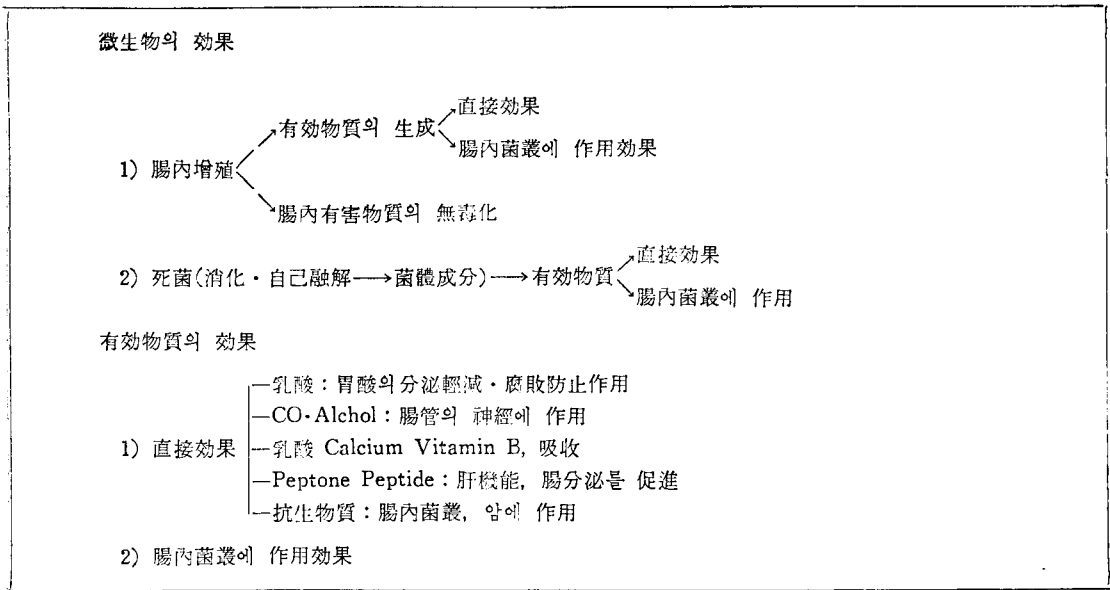 微生物의 効果
直接効果
有効物質의 生成
腸內菌叢에 作用効果
1) 腸內增殖
腸內有害物質의 無毒化
直接効果
2) 死菌(消化・自己融解→菌體成分)→有効物質
腸內菌叢에 作用
有効物質의 効果
—乳酸：胃酸의分泌輕減・腐敗防止作用
—CO・Alchol：腸管의 神經에 作用
1) 直接効果 —乳酸 Calcium Vitamin B, 吸收
—Peptone Peptide：肝機能, 腸分泌를 促進
—抗生物質：腸內菌叢, 암에 作用
2) 腸內菌叢에 作用効果